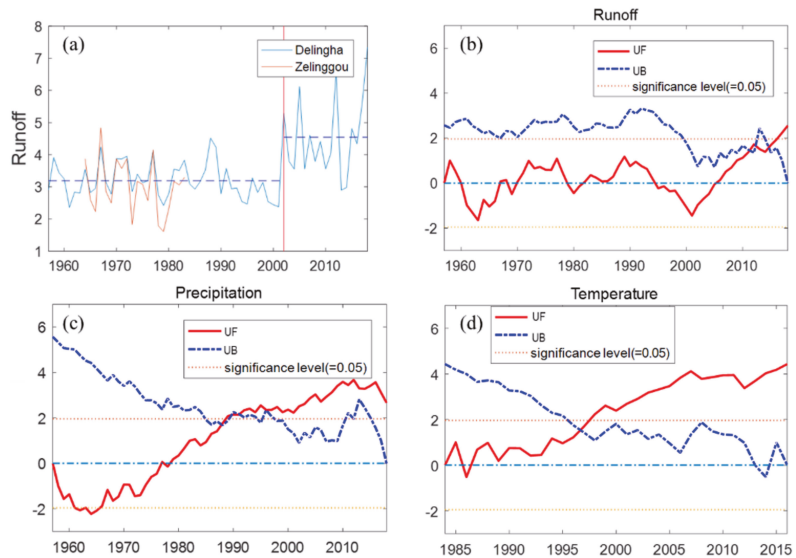 (a)
Delingha
Zelinggou
Runoff
8
7
6
5
4
3
2
1
1960 1970 1980 1990 2000 2010
Runoff
(b)
UF
UB
significance level(=0.05)
6
4
2
0
-2
1960 1970 1980 1990 2000 2010
Precipitation
(c)
UF
UB
significance level(=0.05)
6
4
2
0
-2
1960 1970 1980 1990 2000 2010
Temperature
(d)
UF
UB
significance level(=0.05)
6
4
2
0
-2
1985 1990 1995 2000 2005 2010 2015